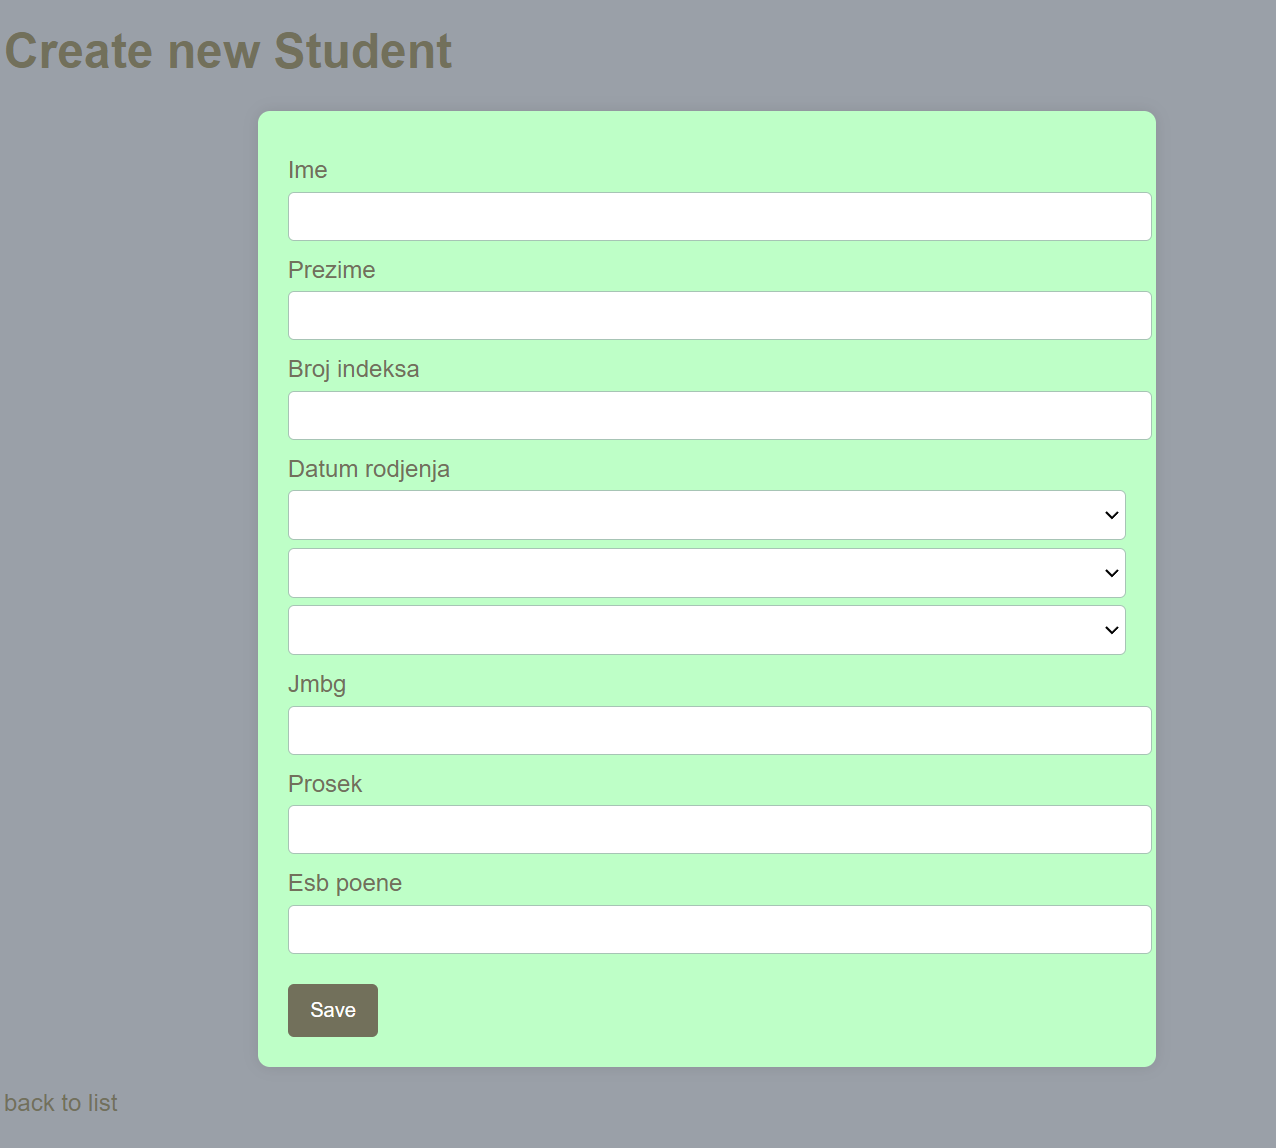 Create new Student
Ime
Prezime
Broj indeksa
Datum rodjenja
Jmbg
Prosek
Esb poene
Save
back to list